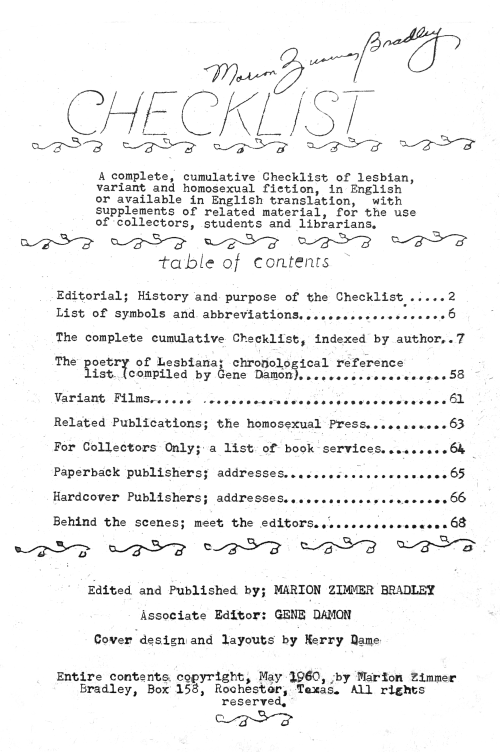 Marion Zimmer Bradley
CHECKLIST
A complete, cumulative Checklist of lesbian,
variant and homosexual fiction, in English
or available in English translation, with
supplements of related material, for the use
of collectors, students and librarians.
table of contents
Editorial; History and purpose of the Checklist.....2
List of symbols and abbreviations...................6
The complete cumulative Checklist, indexed by author..7
The poetry of Lesbiana; chronological reference
list (compiled by Gene Damon)...................58
Variant Films...... ..........................61
Related Publications; the homosexual Press..........63
For Collectors Only; a list of book services.........64
Paperback publishers; addresses.....................65
Hardcover Publishers; addresses.....................66
Behind the scenes; meet the editors.................68
Edited and Published by; MARION ZIMMER BRADLEY
Associate Editor: GENE DAMON
Cover design and layouts by Kerry Dame
Entire contents copyright, May 1960, by Marion Zimmer
Bradley, Box 158, Rochester, Texas. All rights
reserved.